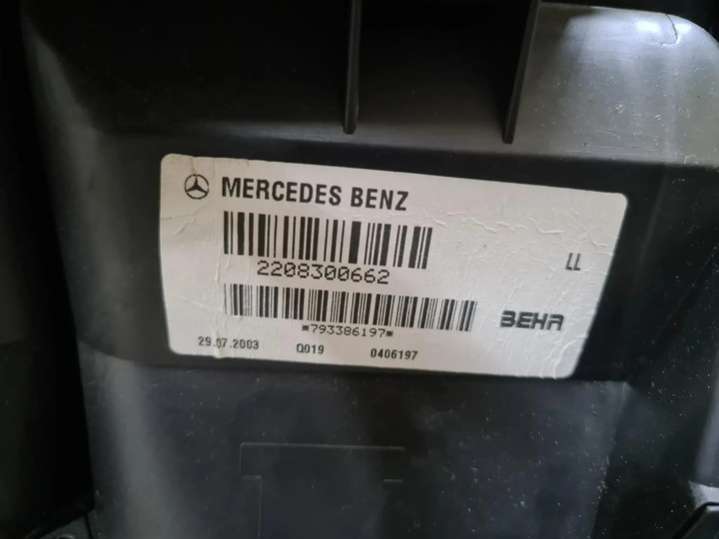 MERCEDES BENZ
2208300662
LL
*793386197*
BEHR
29.07.2003 Q019 0406197